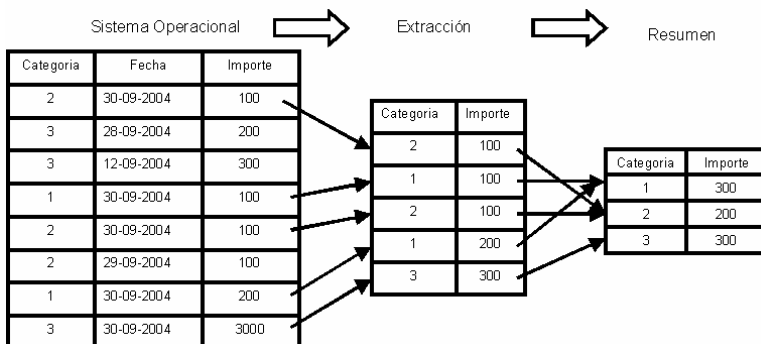 Sistema Operacional
Extracción
Resumen
Categoria Fecha Importe
2 30-09-2004 100
3 28-09-2004 200
3 12-09-2004 300
1 30-09-2004 100
2 30-09-2004 100
2 29-09-2004 100
1 30-09-2004 200
3 30-09-2004 3000
Categoria Importe
2 100
1 100
2 100
1 200
3 300
Categoria Importe
1 300
2 200
3 300